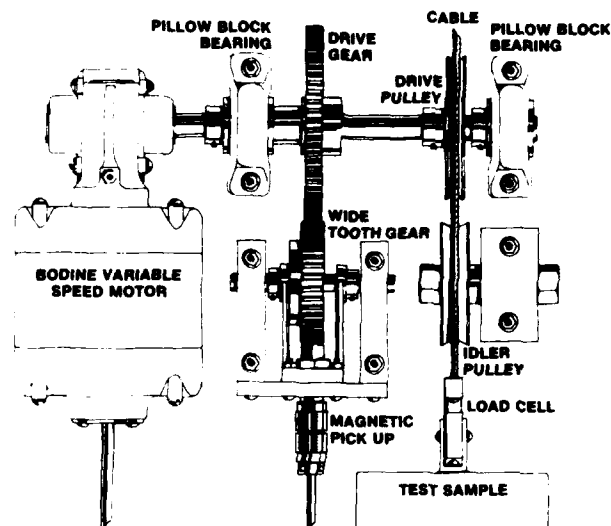 PILLOW BLOCK
BEARING
DRIVE
GEAR
CABLE
PILLOW BLOCK
BEARING
DRIVE
PULLEY
WIDE
TOOTH GEAR
BODINE VARIABLE
SPEED MOTOR
IDLER
PULLEY
LOAD CELL
MAGNETIC
PICK UP
TEST SAMPLE